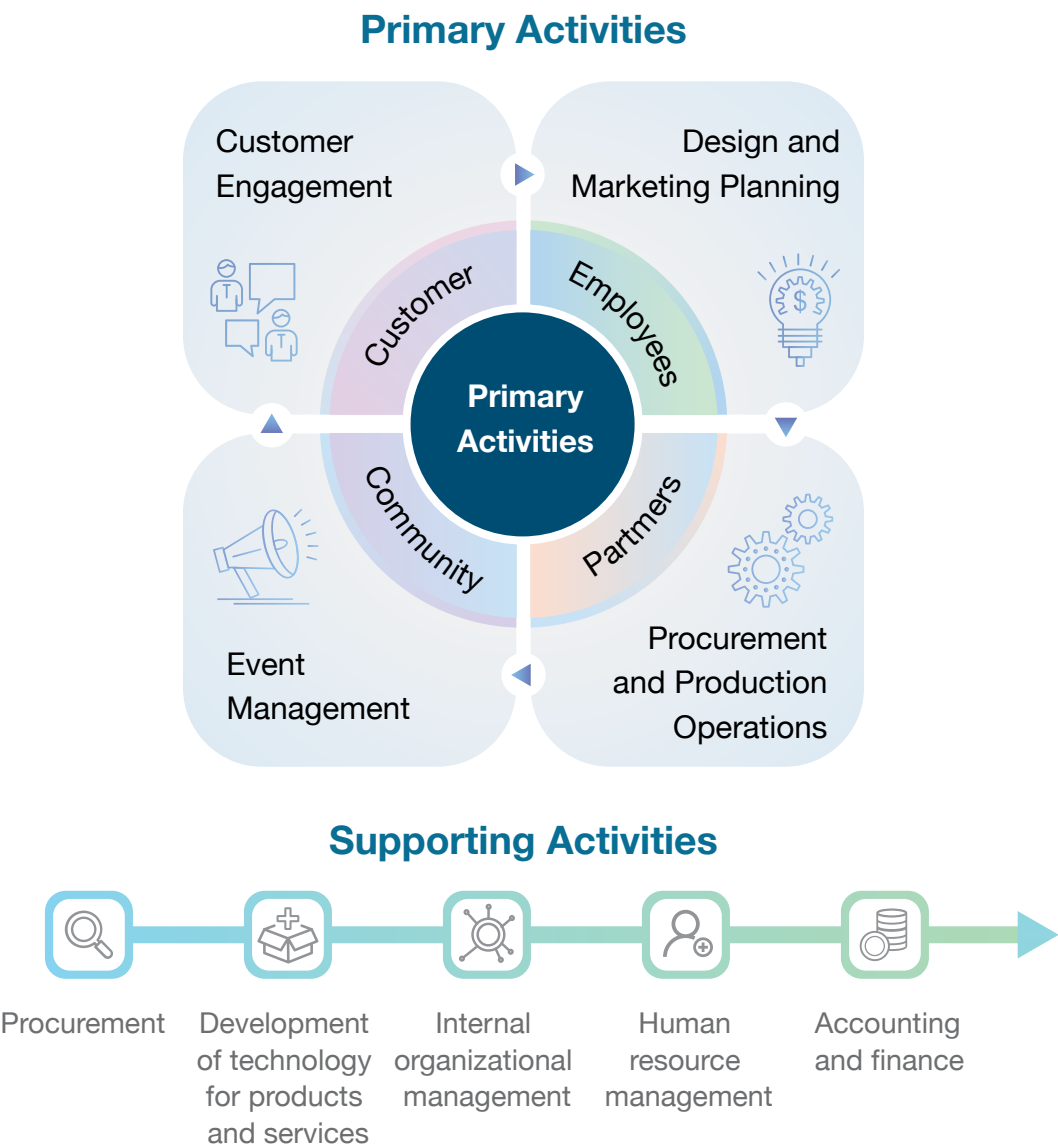 Primary Activities
Customer
Engagement
Design and
Marketing Planning
Customer
Employees
$
Primary
Activities
Community
Partmers
Event
Management
Procurement
and Production
Operations
Supporting Activities
Procurement
Development
of technology
for products
and services
Internal
organizational
management
Human
resource
management
Accounting
and finance